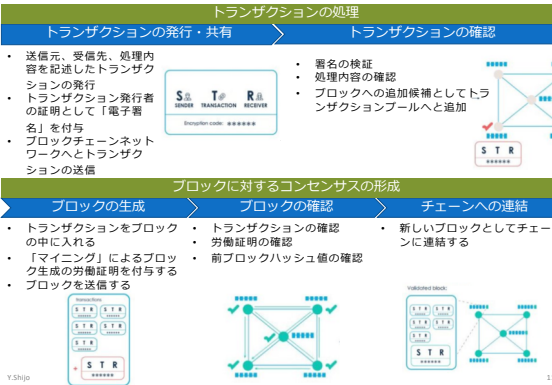 トランザクションの処理
トランザクションの発行・共有
トランザクションの確認
• 送信元、受信先、処理内
容を記述したトランザク
ションの発行
• トランザクション発行者
の証明として「電子署
名」を付与
• ブロックチェーンネット
ワークへとトランザク
ションの送信
S T R
SENDER TRANSACTION RECEIVER
Encryption code: ******
• 署名の検証
• 処理内容の確認
• ブロックへの追加候補としてトラ
ンザクションプールへと追加
S T R
******
ブロックに対するコンセンサスの形成
ブロックの生成
ブロックの確認
チェーンへの連結
• トランザクションをブロック
の中に入れる
• 「マイニング」によるブロッ
ク生成の労働証明を付与する
• ブロックを送信する
transactions
S T R S T R
S T R S T R
S T R
+ S T R
******
• トランザクションの確認
• 労働証明の確認
• 前ブロックハッシュ値の確認
• 新しいブロックとしてチェー
ンに連結する
Validated block:
S T R S T R
S T R S T R
S T R
S T R
******
Y.Shijo
1